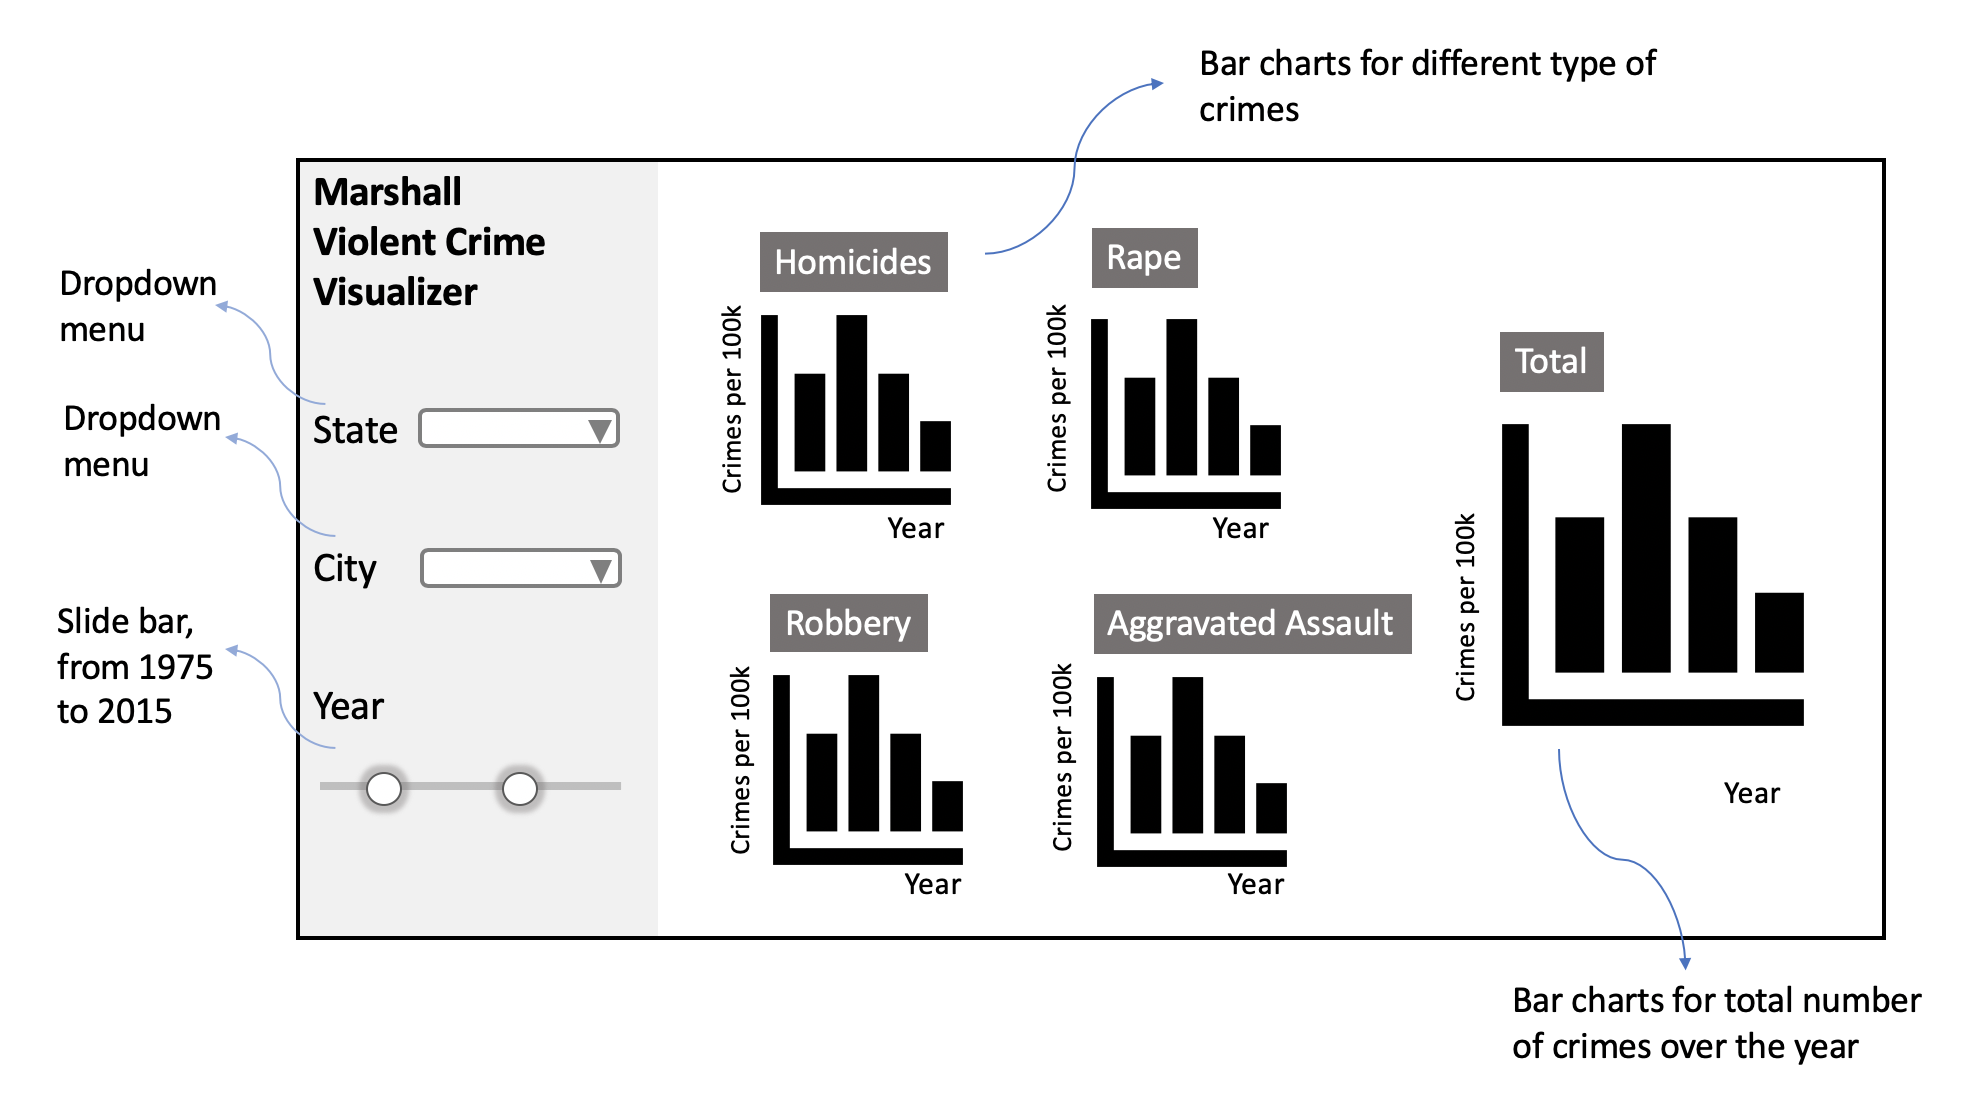 Bar charts for different type of
crimes
Marshall
Violent Crime
Visualizer
Dropdown
menu
State
Dropdown
menu
City
Slide bar,
from 1975
to 2015
Year
Homicides
Crimes per 100k
Year
Rape
Crimes per 100k
Year
Robbery
Crimes per 100k
Year
Aggravated Assault
Crimes per 100k
Year
Total
Crimes per 100k
Year
Bar charts for total number
of crimes over the year